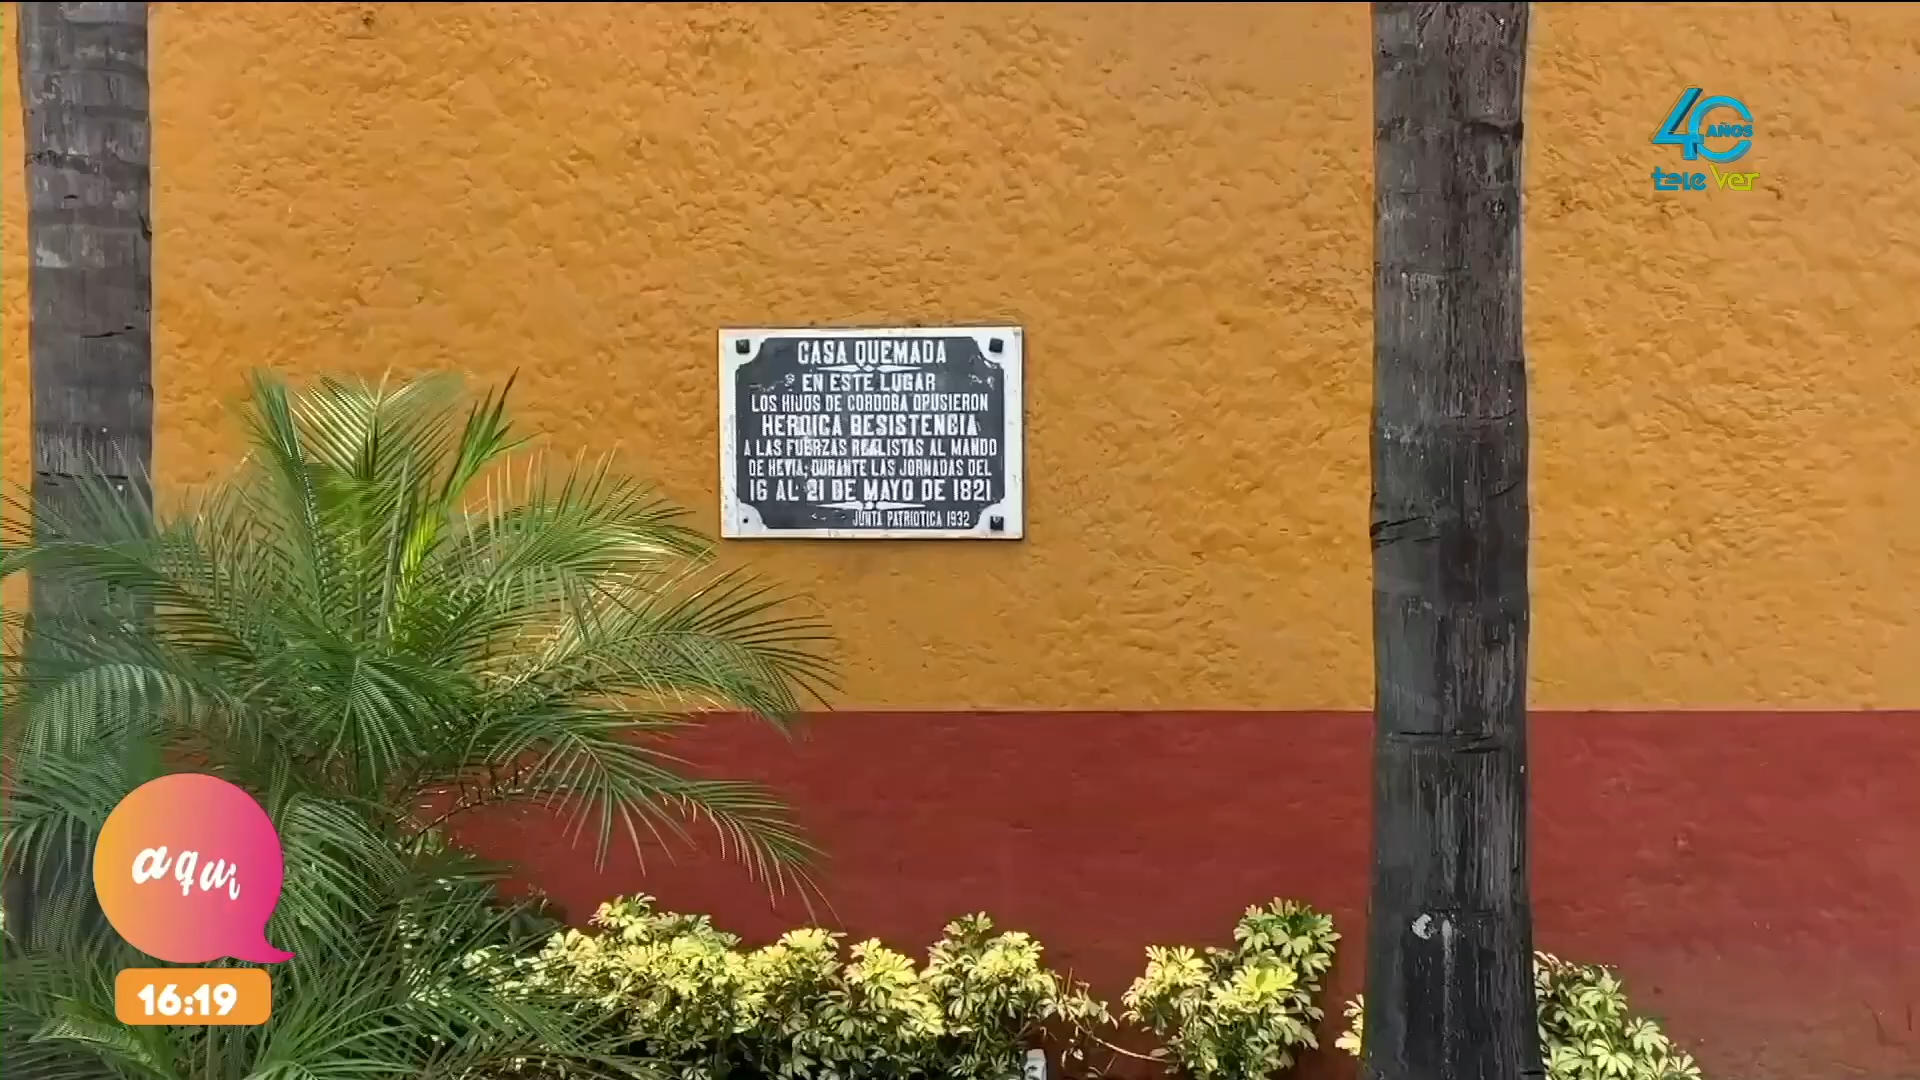 40 AÑOS
teleVer
CASA QUEMADA
EN ESTE LUGAR
LOS HIJOS DE CORDOBA OPUSIERON
HEROICA RESISTENCIA
A LAS FUERZAS REALISTAS AL MANDO
DE HEVIA; DURANTE LAS JORNADAS DEL
16 AL 21 DE MAYO DE 1821
JUNTA PATRIOTICA 1932
aquí
16:19